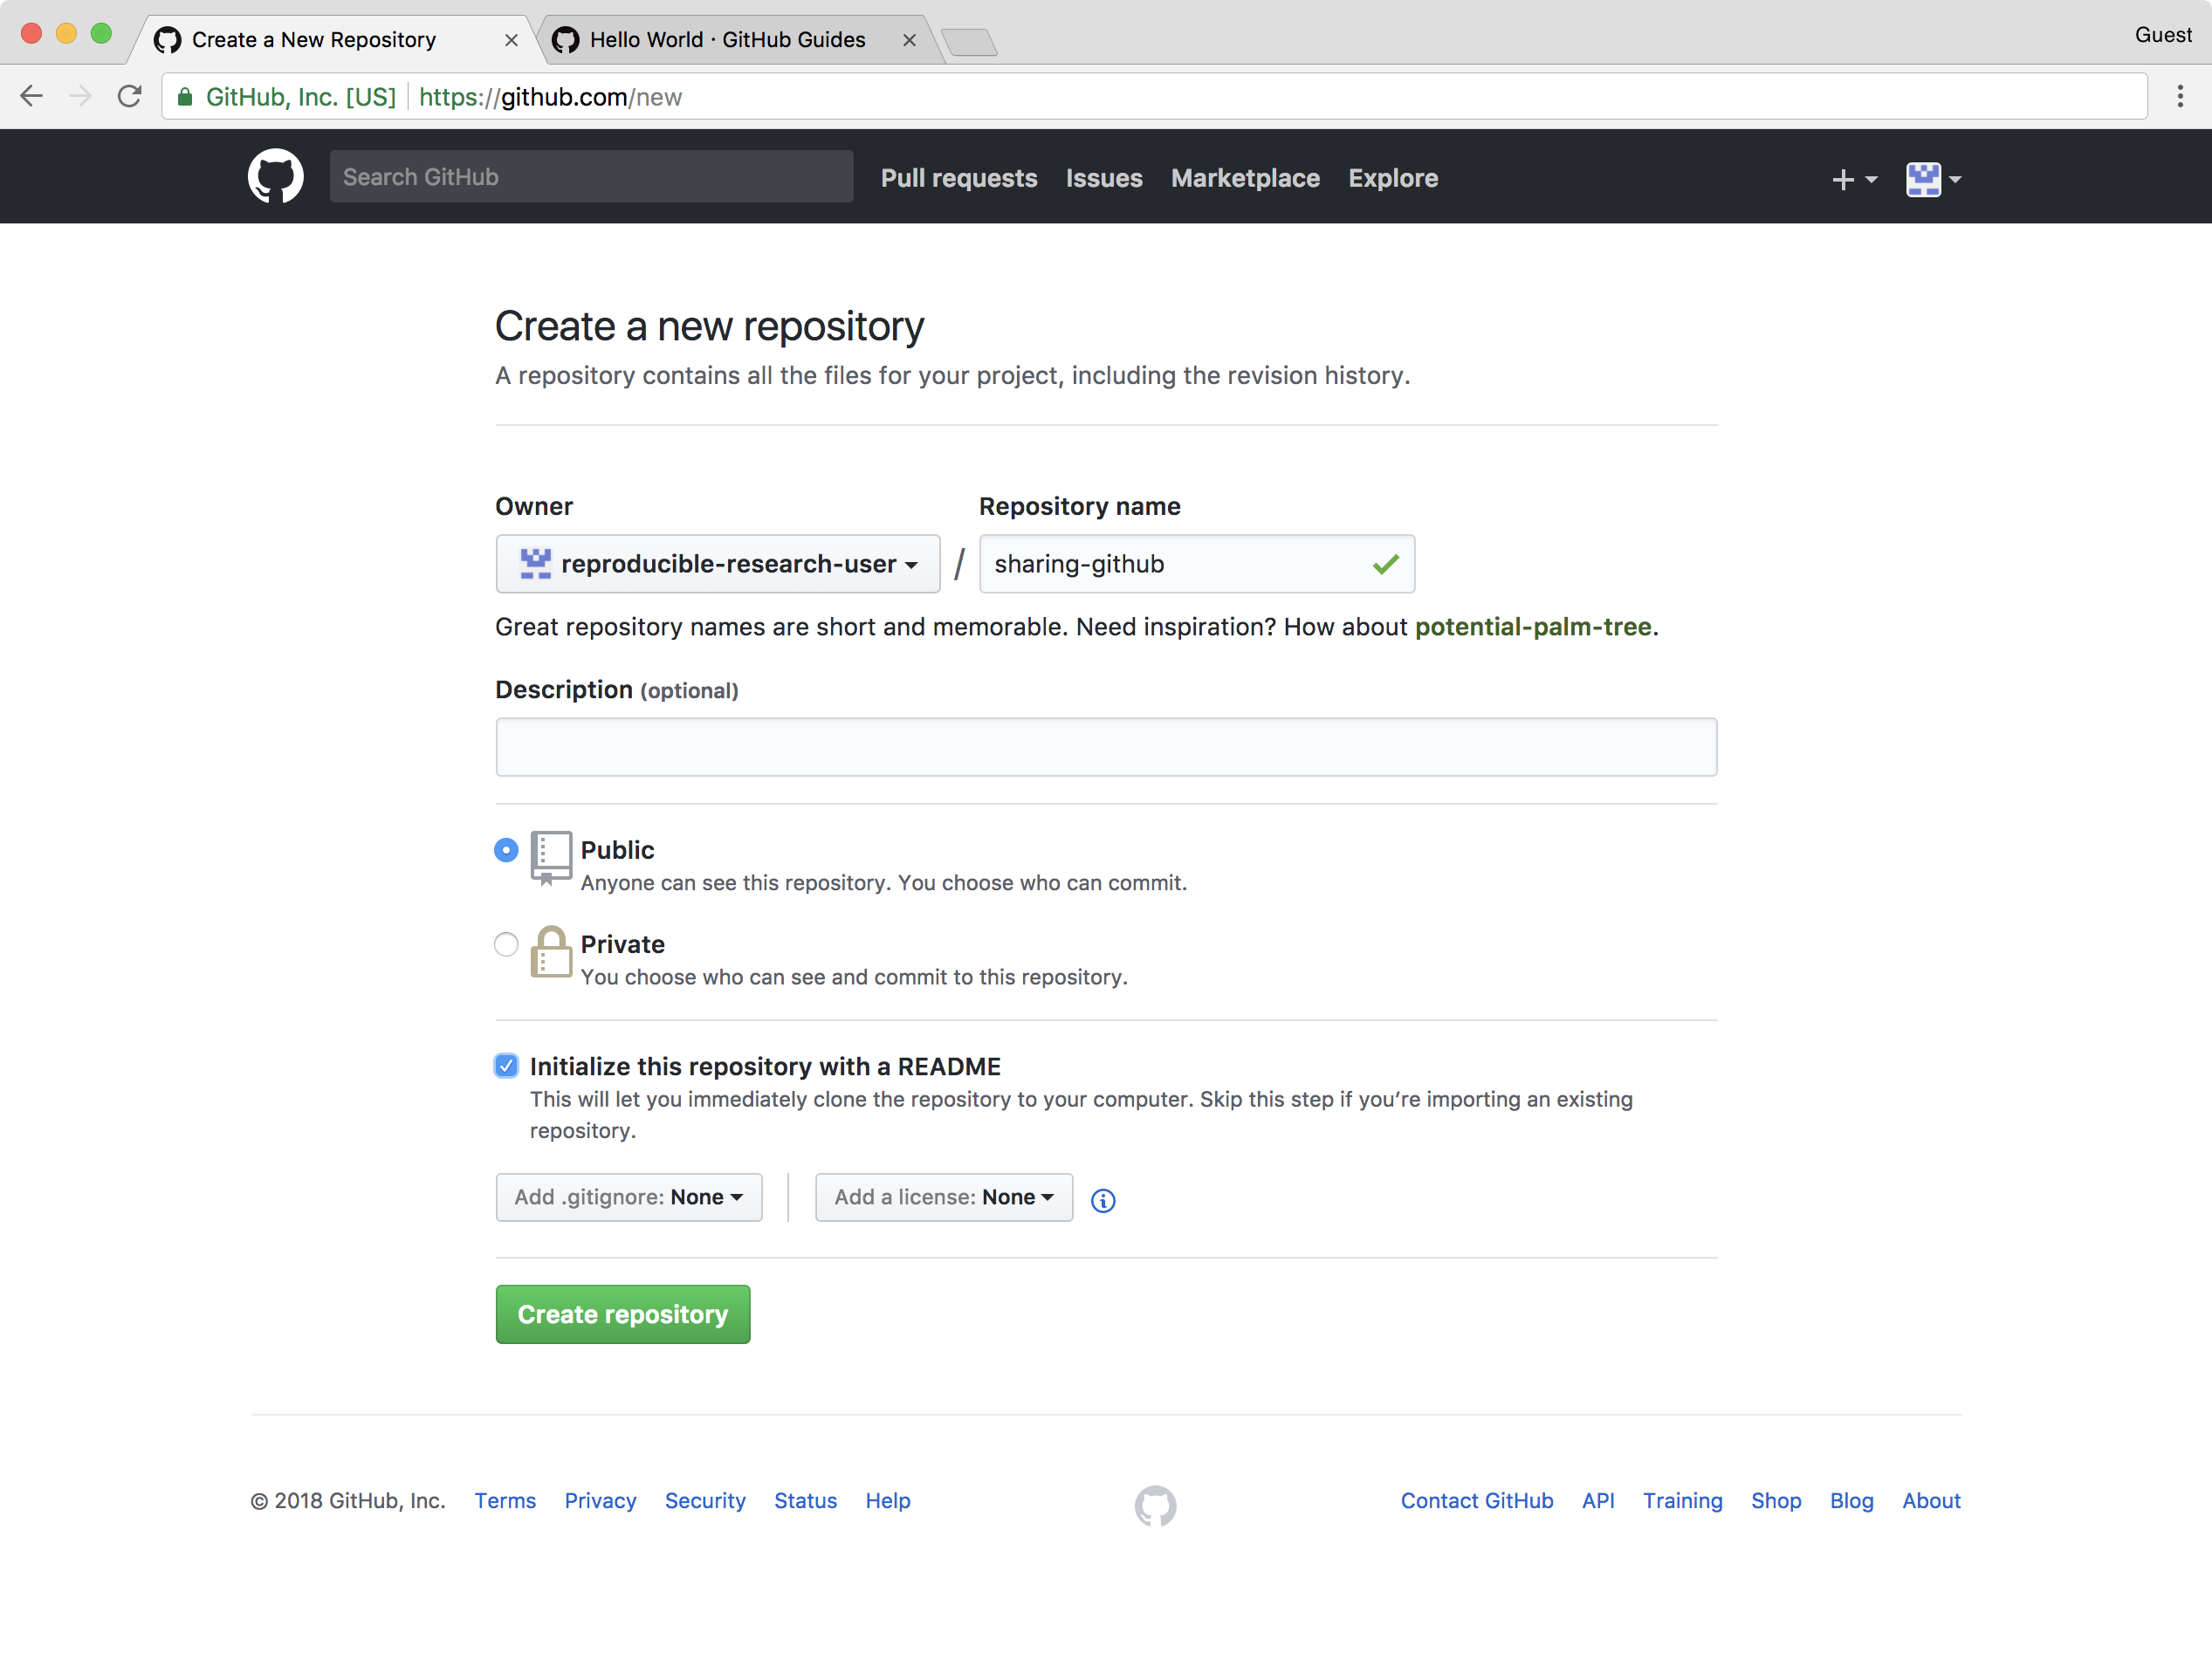 Create a New Repository
Hello World · GitHub Guides
Guest
GitHub, Inc. [US] https://github.com/new
Search GitHub
Pull requests Issues Marketplace Explore
Create a new repository
A repository contains all the files for your project, including the revision history.
Owner
Repository name
reproducible-research-user / sharing-github
Great repository names are short and memorable. Need inspiration? How about potential-palm-tree.
Description (optional)
Public
Anyone can see this repository. You choose who can commit.
Private
You choose who can see and commit to this repository.
Initialize this repository with a README
This will let you immediately clone the repository to your computer. Skip this step if you’re importing an existing
repository.
Add .gitignore: None
Add a license: None
Create repository
© 2018 GitHub, Inc. Terms Privacy Security Status Help
Contact GitHub API Training Shop Blog About